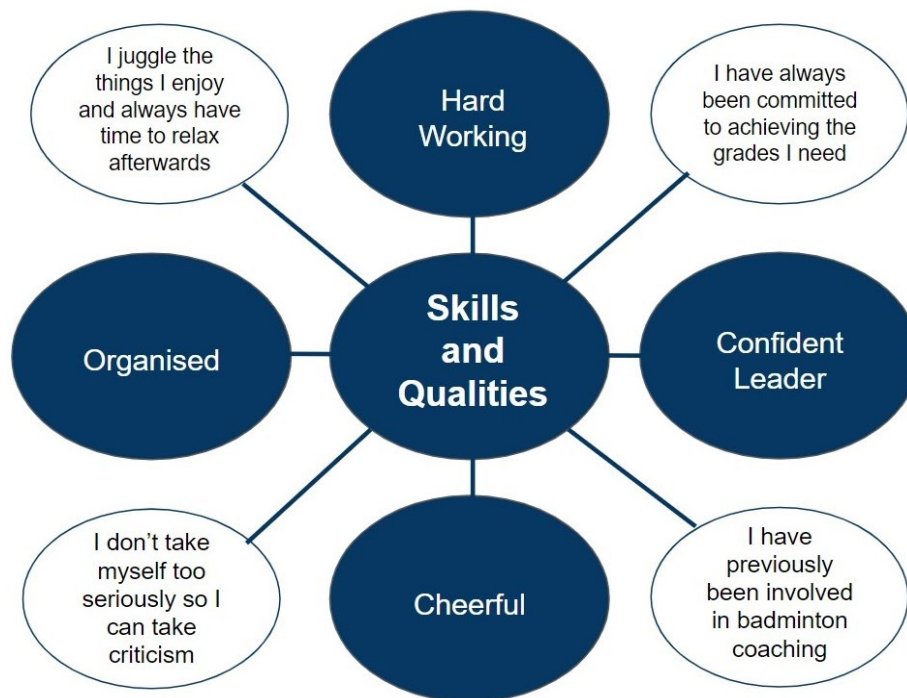 I juggle the
things I enjoy
and always have
time to relax
afterwards
Hard
Working
I have always
been committed
to achieving the
grades I need
Organised
Skills
and
Qualities
Confident
Leader
I don’t take
myself too
seriously so I
can take
criticism
Cheerful
I have
previously
been involved
in badminton
coaching